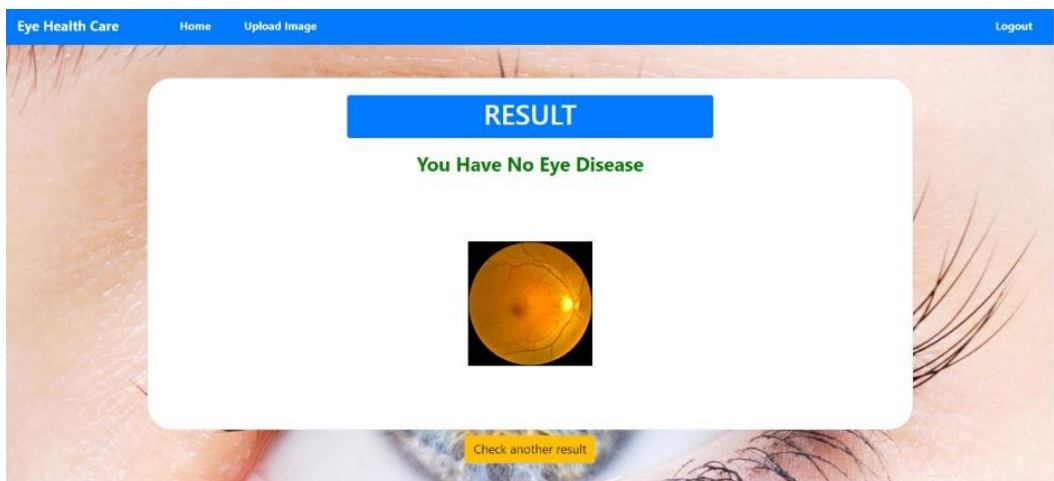 Eye Health Care Home Upload Image Logout
RESULT
You Have No Eye Disease
Check another result